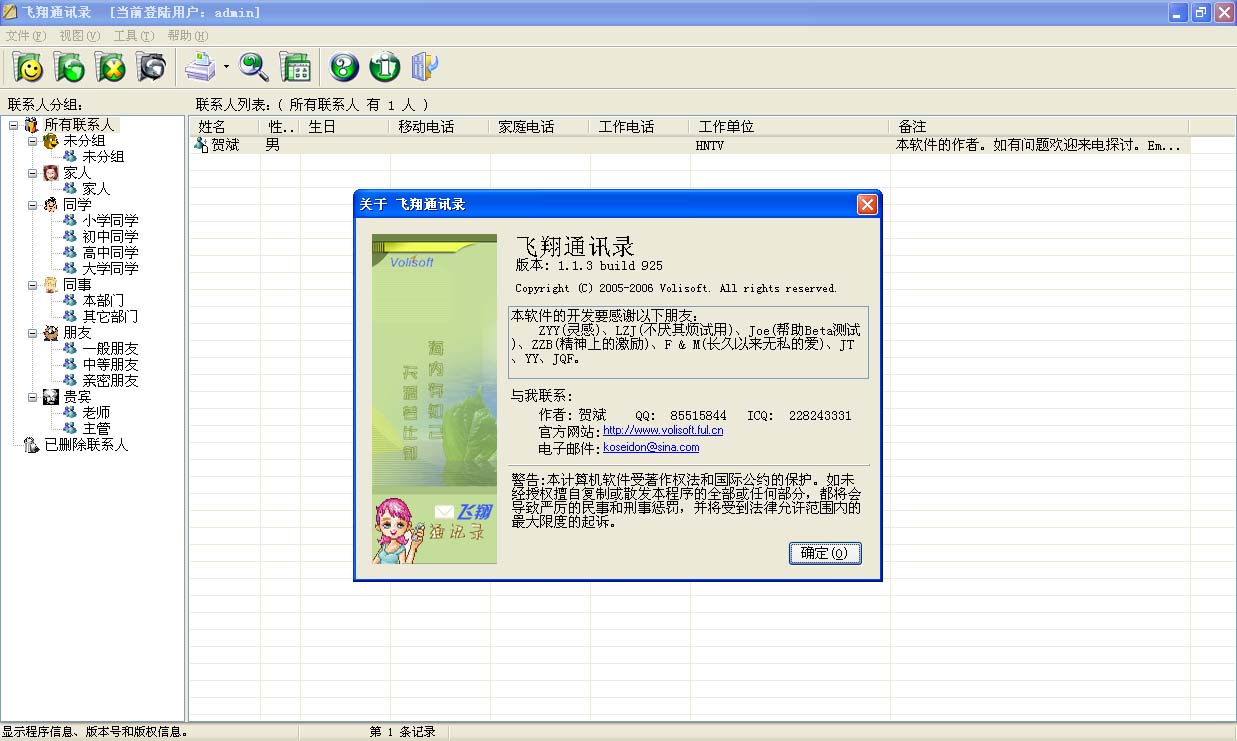 飞翔通讯录 [当前登陆用户: admin]
文件(F) 视图(V) 工具(T) 帮助(H)
联系人分组:
联系人列表:( 所有联系人 有 1 人 )
所有联系人
未分组
未分组
家人
家人
同学
小学同学
初中同学
高中同学
大学同学
同事
本部门
其它部门
朋友
一般朋友
中等朋友
亲密朋友
贵宾
老师
主管
已删除联系人
姓名 性.. 生日 移动电话 家庭电话 工作电话 工作单位 备注
贺斌 男 HNTV 本软件的作者。如有问题欢迎来电探讨。Em...
关于 飞翔通讯录
Volisoft
海内存知己
天涯若比邻
飞翔
通讯录
飞翔通讯录
版本: 1.1.3 build 925
Copyright (C) 2005-2006 Volisoft. All rights reserved.
本软件的开发要感谢以下朋友:
ZYY(灵感)、LZJ(不厌其烦试用)、Joe(帮助Beta测试
)、ZZB(精神上的激励)、F & M(长久以来无私的爱)、JT
、YY、JQF。
与我联系:
作者: 贺斌 QQ: 85515844 ICQ: 228243331
官方网站: http://www.volisoft.ful.cn
电子邮件: koseidon@sina.com
警告:本计算机软件受著作权法和国际公约的保护。如未
经授权擅自复制或散发本程序的全部或任何部分，都将会
导致严厉的民事和刑事惩罚，并将受到法律允许范围内的
最大限度的起诉。
确定(O)
显示程序信息、版本号和版权信息。 第 1 条记录